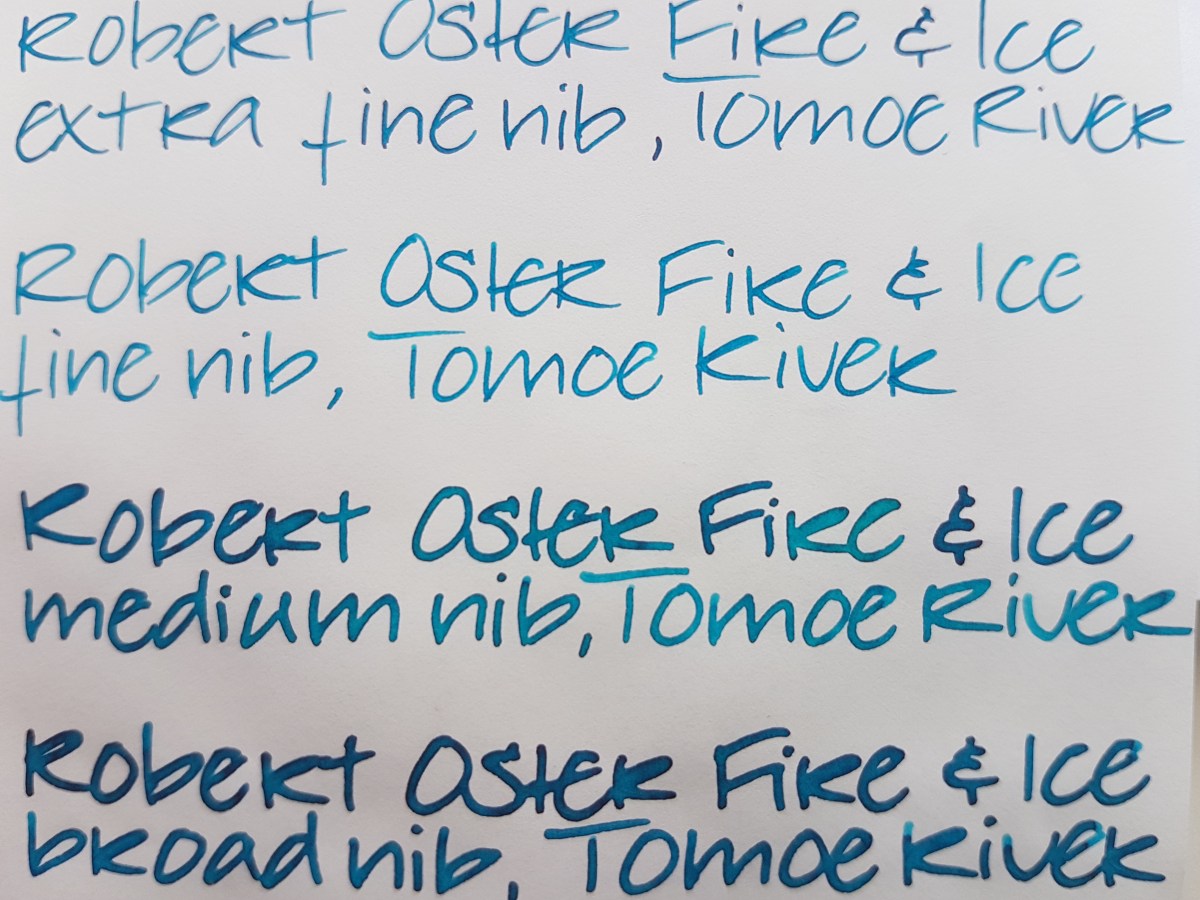 Robert Oster Fire & Ice
extra fine nib, Tomoe River
Robert Oster Fire & Ice
fine nib, Tomoe River
Robert Oster Fire & Ice
medium nib, Tomoe River
Robert Oster Fire & Ice
broad nib, Tomoe River